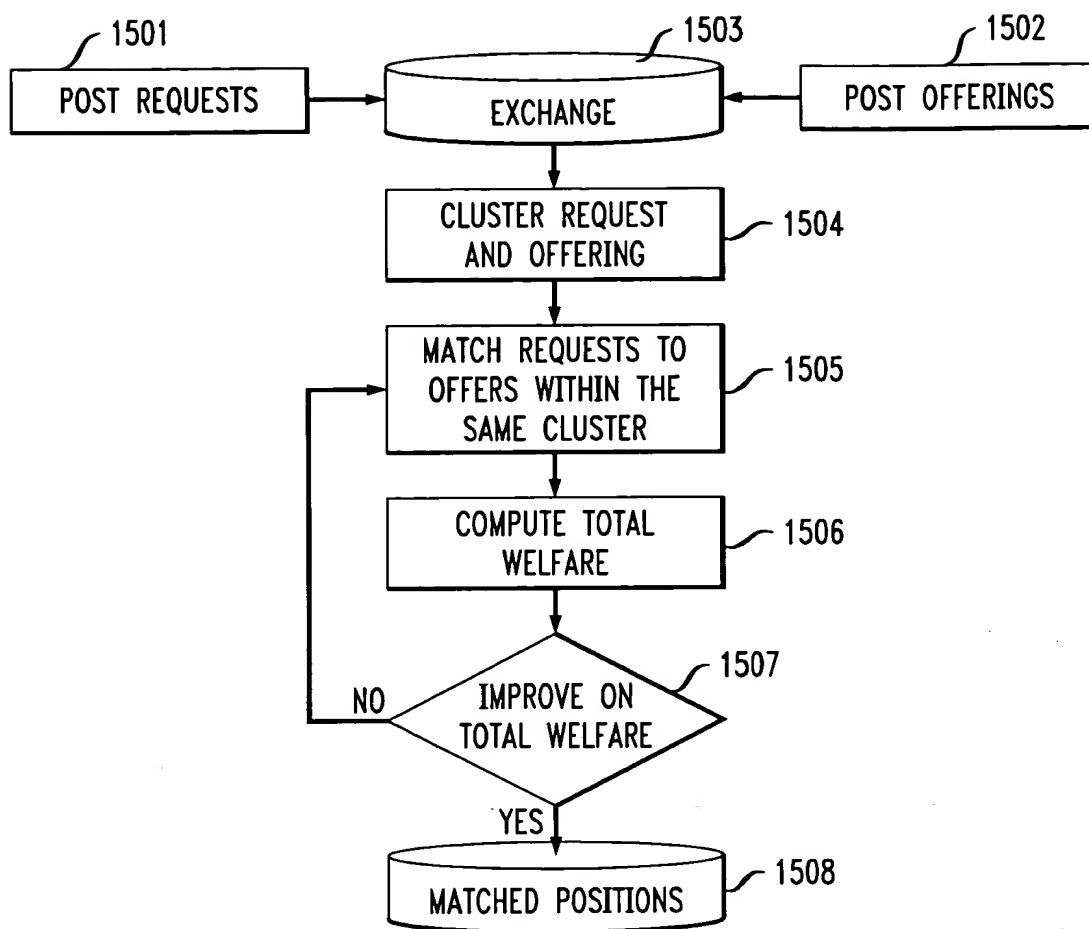 1501
1503
1502
POST REQUESTS
EXCHANGE
POST OFFERINGS
CLUSTER REQUEST
AND OFFERING
1504
MATCH REQUESTS TO
OFFERS WITHIN THE
SAME CLUSTER
1505
COMPUTE TOTAL
WELFARE
1506
1507
NO
IMPROVE ON
TOTAL WELFARE
YES
MATCHED POSITIONS
1508